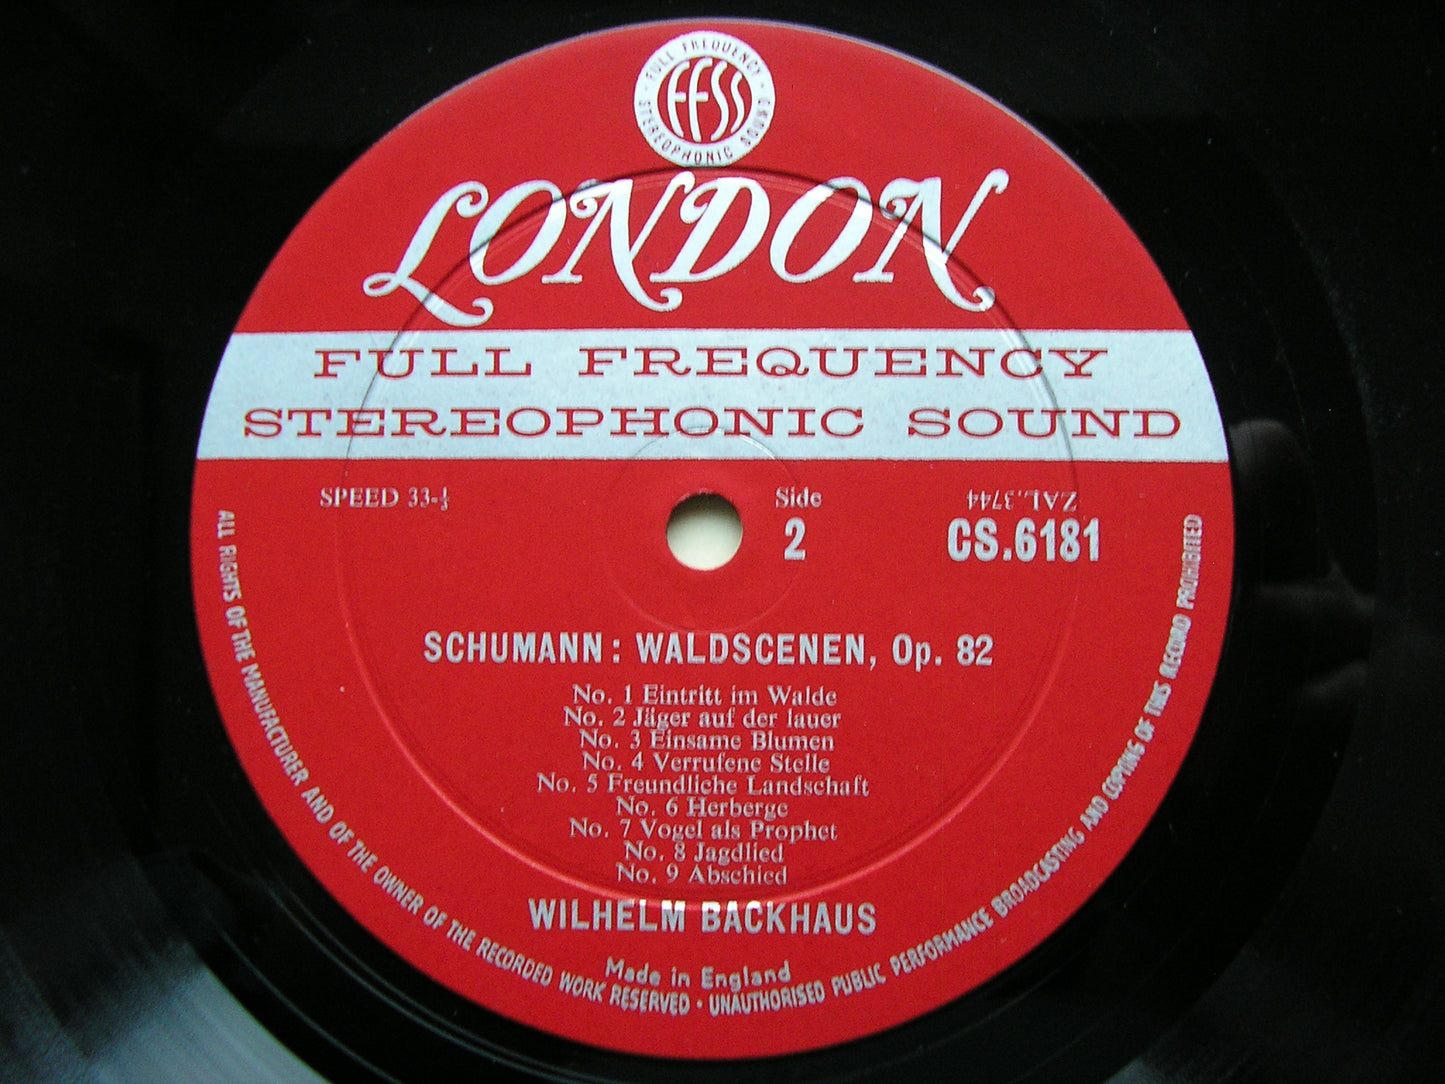 FULL FREQUENCY
FFSS
STEREOPHONIC SOUND
LONDON
FULL FREQUENCY
STEREOPHONIC SOUND
SPEED 33-⅓
Side
2
ZAL.3744
CS.6181
SCHUMANN: WALDSCENEN, Op. 82
No. 1 Eintritt im Walde
No. 2 Jäger auf der lauer
No. 3 Einsame Blumen
No. 4 Verrufene Stelle
No. 5 Freundliche Landschaft
No. 6 Herberge
No. 7 Vogel als Prophet
No. 8 Jagdlied
No. 9 Abschied
WILHELM BACKHAUS
Made in England
ALL RIGHTS OF THE MANUFACTURER AND OF THE OWNER OF THE RECORDED WORK RESERVED · UNAUTHORISED PUBLIC PERFORMANCE BROADCASTING AND COPYING OF THIS RECORD PROHIBITED